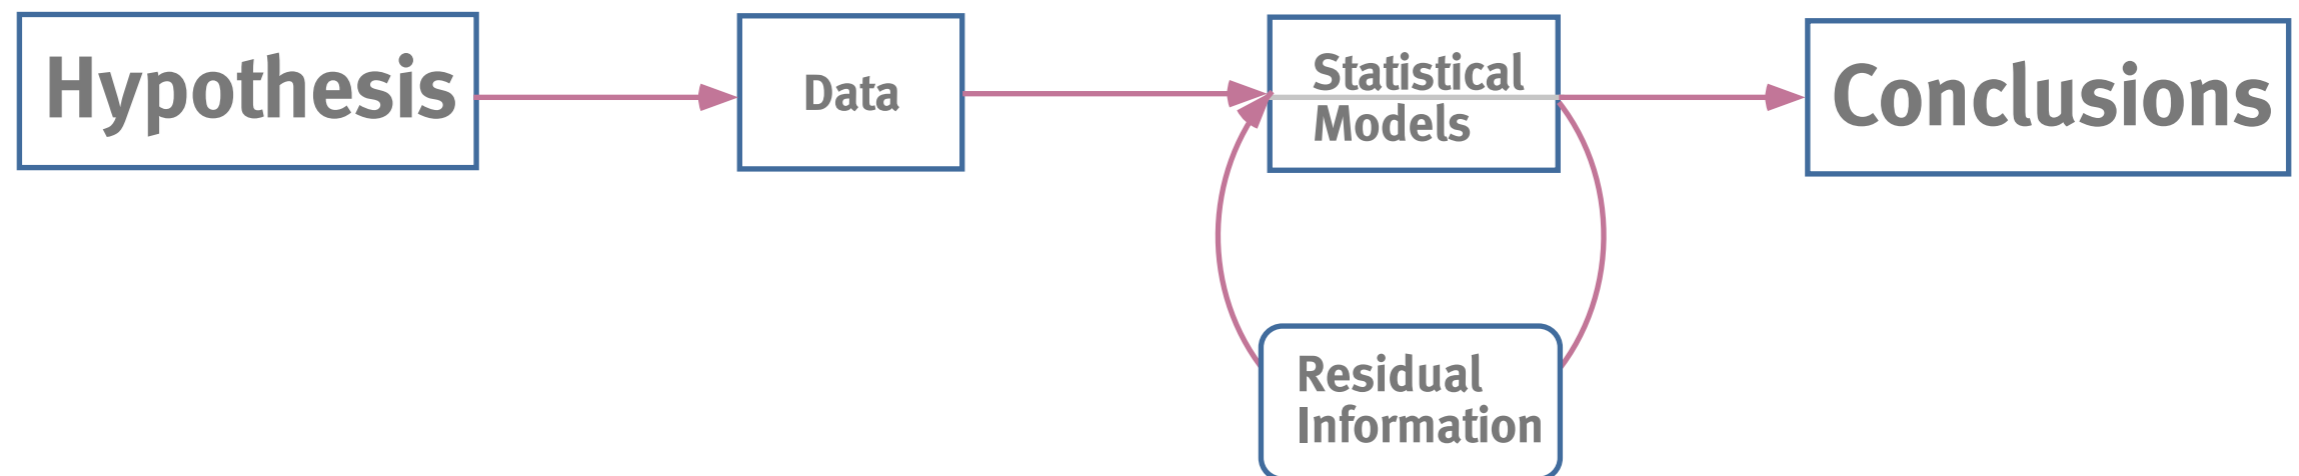 Hypothesis
Data
Statistical
Models
Conclusions
Residual
Information